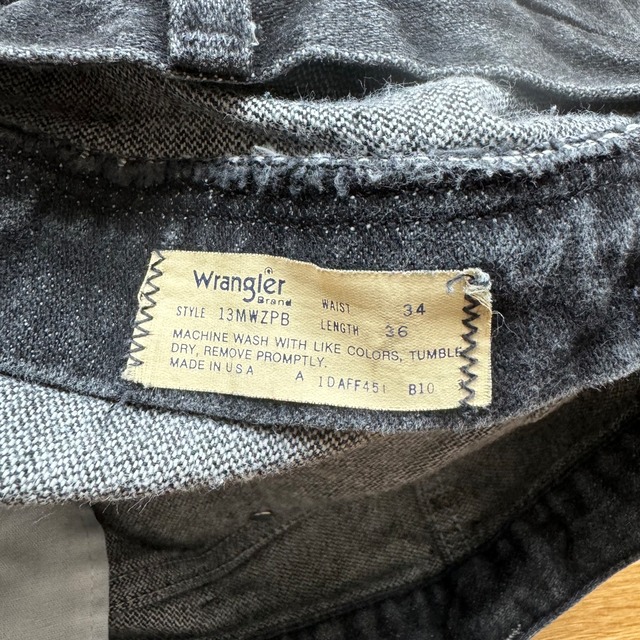 Wrangler
Brand
STYLE 13MWZPB
WAIST 34
LENGTH 36
MACHINE WASH WITH LIKE COLORS, TUMBLE
DRY, REMOVE PROMPTLY.
MADE IN USA A 1DAFF451 B10